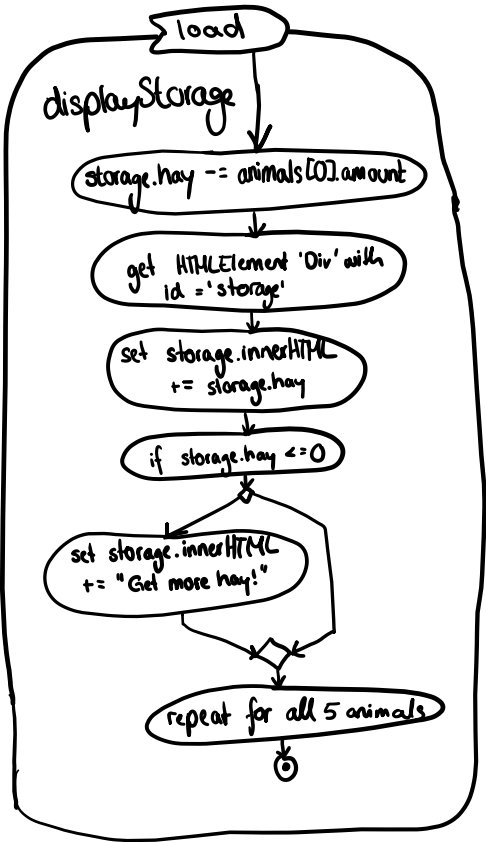 load
displayStorage
storage.hay -= animals[0].amount
get HTMLElement 'Div' with
id = 'storage'
set storage.innerHTML
+= storage.hay
if storage.hay <=0
set storage.innerHTML
+= "Get more hay!"
repeat for all 5 animals